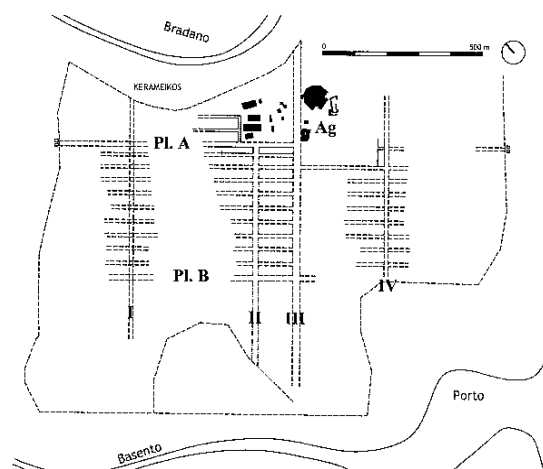 Bradano
0
500 m
KERAMEIKOS
Ag
Pl. A
Pl. B
I
II
III
IV
Porto
Basento